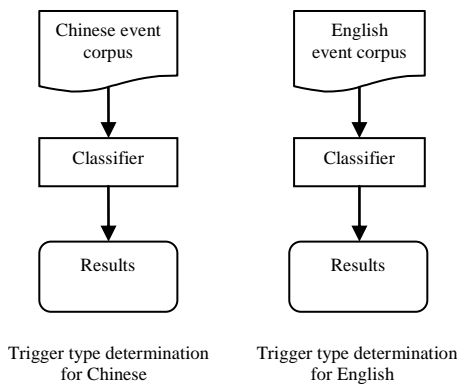 Chinese event
corpus
Classifier
Results
Trigger type determination
for Chinese
English
event corpus
Classifier
Results
Trigger type determination
for English